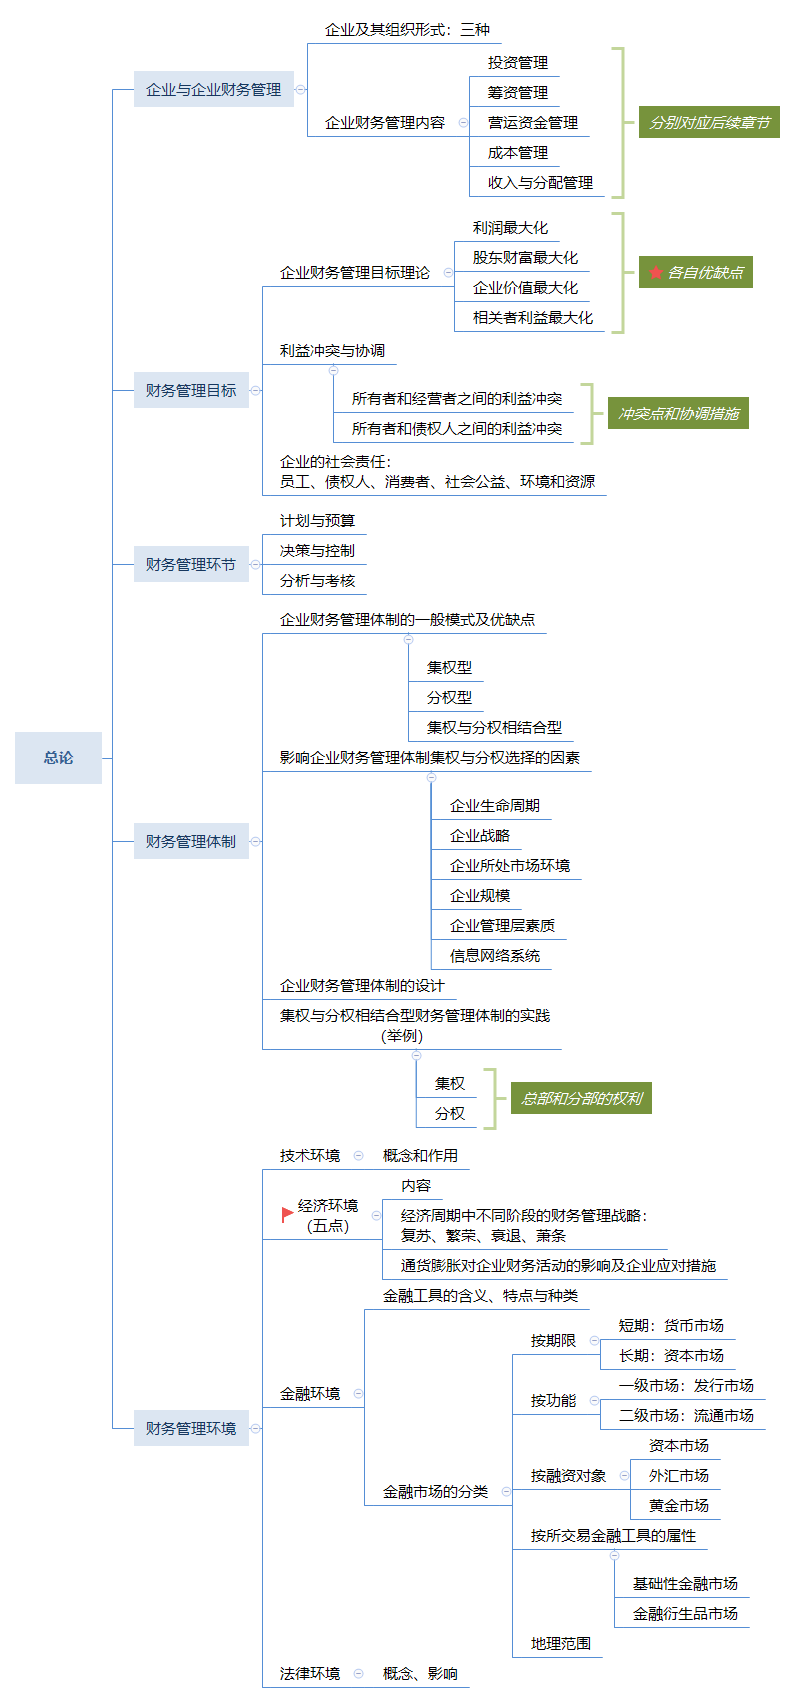 总论
企业与企业财务管理
企业及其组织形式：三种
企业财务管理内容
投资管理
筹资管理
营运资金管理
成本管理
收入与分配管理
分别对应后续章节
财务管理目标
企业财务管理目标理论
利润最大化
股东财富最大化
企业价值最大化
相关者利益最大化
各自优缺点
利益冲突与协调
所有者和经营者之间的利益冲突
所有者和债权人之间的利益冲突
冲突点和协调措施
企业的社会责任：
员工、债权人、消费者、社会公益、环境和资源
财务管理环节
计划与预算
决策与控制
分析与考核
财务管理体制
企业财务管理体制的一般模式及优缺点
集权型
分权型
集权与分权相结合型
影响企业财务管理体制集权与分权选择的因素
企业生命周期
企业战略
企业所处市场环境
企业规模
企业管理层素质
信息网络系统
企业财务管理体制的设计
集权与分权相结合型财务管理体制的实践
（举例）
集权
分权
总部和分部的权利
财务管理环境
技术环境
概念和作用
经济环境
（五点）
内容
经济周期中不同阶段的财务管理战略：
复苏、繁荣、衰退、萧条
通货膨胀对企业财务活动的影响及企业应对措施
金融环境
金融工具的含义、特点与种类
金融市场的分类
按期限
短期：货币市场
长期：资本市场
按功能
一级市场：发行市场
二级市场：流通市场
按融资对象
资本市场
外汇市场
黄金市场
按所交易金融工具的属性
基础性金融市场
金融衍生品市场
地理范围
法律环境
概念、影响